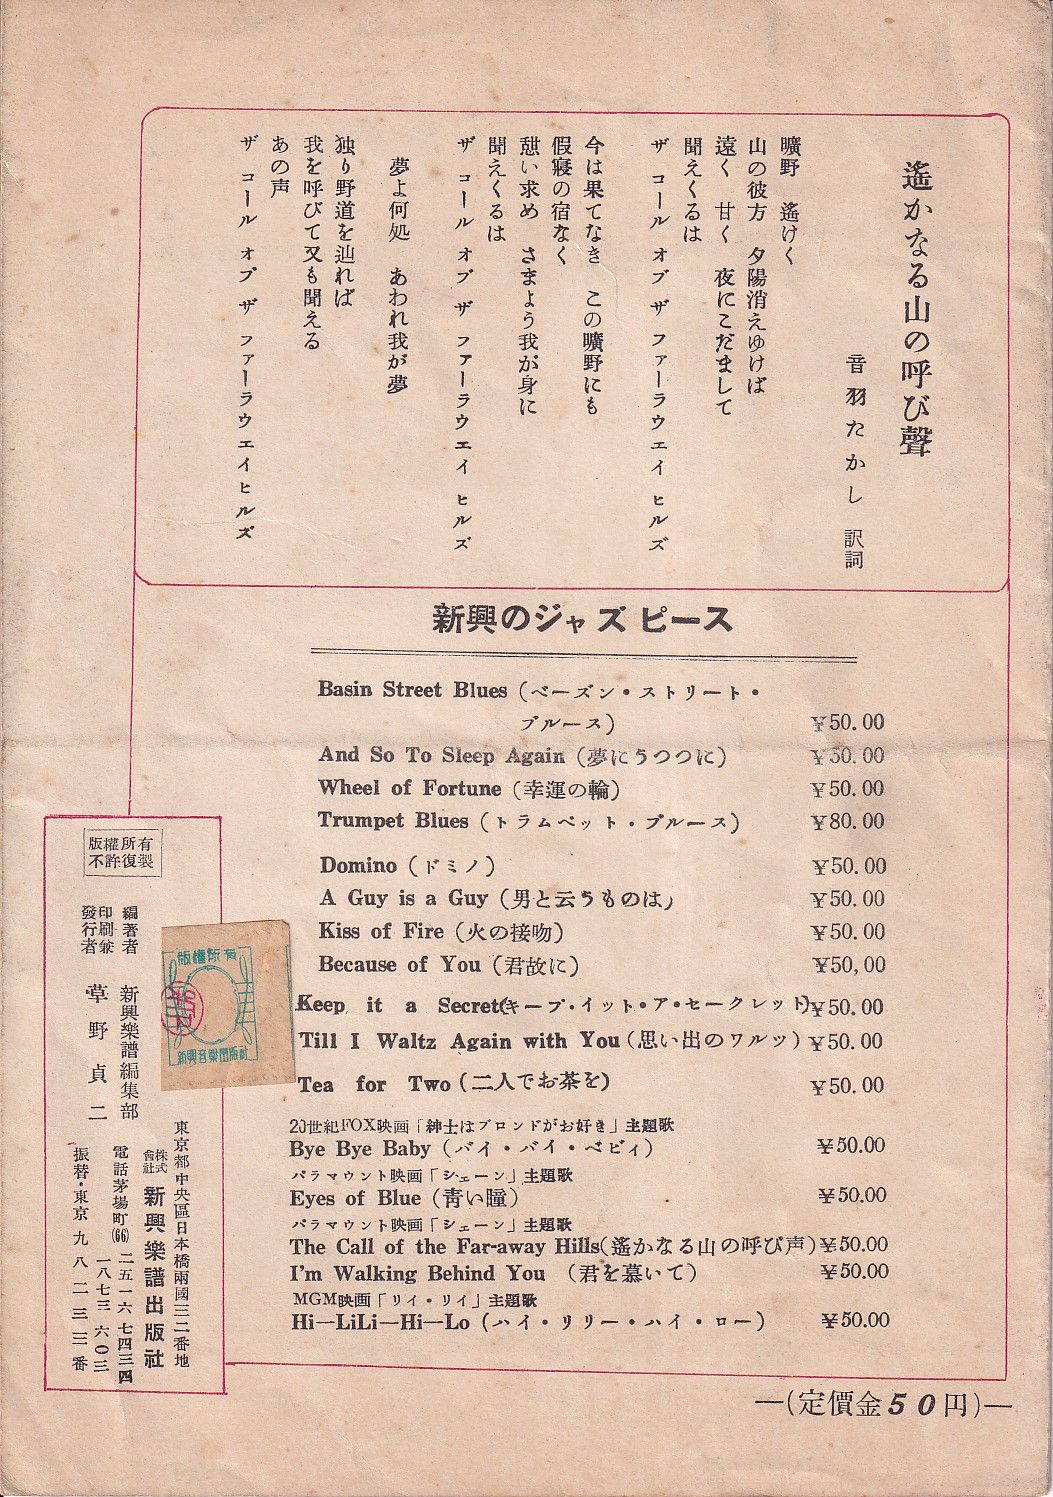 遙かなる山の呼び聲
音羽たかし 訳詞
曠野 遙けく
山の彼方 夕陽消えゆけば
遠く 甘く 夜にこだまして
聞えくるは
ザ コール オブ ザ ファーラウエイ ヒルズ
今は果てなき この曠野にも
假寢の宿なく
憩い求め さまよう我が身に
聞えくるは
ザ コール オブ ザ ファーラウエイ ヒルズ
夢よ何処 あわれ我が夢
独り野道を辿れば
我を呼びて又も聞える
あの声
ザ コール オブ ザ ファーラウエイ ヒルズ
新興のジャズ ピース
Basin Street Blues (ベーズン・ストリート・
ブルース) ¥50.00
And So To Sleep Again (夢にうつつに) ¥50.00
Wheel of Fortune (幸運の輪) ¥50.00
Trumpet Blues (トラムペット・ブルース) ¥80.00
Domino (ドミノ) ¥50.00
A Guy is a Guy (男と云うものは) ¥50.00
Kiss of Fire (火の接吻) ¥50.00
Because of You (君故に) ¥50,00
Keep it a Secret(キープ・イット・ア・セークレット) ¥50.00
Till I Waltz Again with You (思い出のワルツ) ¥50.00
Tea for Two (二人でお茶を) ¥50.00
20世紀FOX映画「紳士はブロンドがお好き」主題歌
Bye Bye Baby (バイ・バイ・ベビィ) ¥50.00
パラマウント映画「シェーン」主題歌
Eyes of Blue (靑い瞳) ¥50.00
パラマウント映画「シェーン」主題歌
The Call of the Far-away Hills(遙かなる山の呼び声) ¥50.00
I'm Walking Behind You (君を慕いて) ¥50.00
MGM映画「リイ・リイ」主題歌
Hi—LiLi—Hi—Lo (ハイ・リリー・ハイ・ロー) ¥50.00
—(定價金50円)—
版權所有
不許復製
編著者 新興樂譜編集部
印刷兼
發行者 草野貞二
版權所有
新興音樂出版社
東京都中央區日本橋兩國三二番地
株式
會社 新興樂譜出版社
電話茅場町(66)二五一六 七四三四
一八七三 六〇三
振替・東京九八二三三番